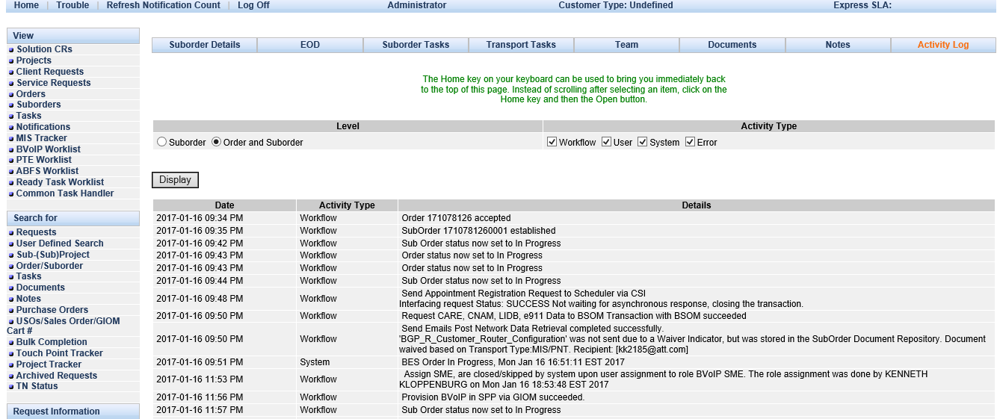 Home | Trouble | Refresh Notification Count | Log Off Administrator Customer Type: Undefined Express SLA:
View
Solution CRs
Projects
Client Requests
Service Requests
Orders
Suborders
Tasks
Notifications
MIS Tracker
BVoIP Worklist
PTE Worklist
ABFS Worklist
Ready Task Worklist
Common Task Handler
Search for
Requests
User Defined Search
Sub-(Sub)Project
Order/Suborder
Tasks
Documents
Notes
Purchase Orders
USOs/Sales Order/GIOM
Cart #
Bulk Completion
Touch Point Tracker
Project Tracker
Archived Requests
TN Status
Request Information
Suborder Details EOD Suborder Tasks Transport Tasks Team Documents Notes Activity Log
The Home key on your keyboard can be used to bring you immediately back
to the top of this page. Instead of scrolling after selecting an item, click on the
Home key and then the Open button.
Level Activity Type
Suborder Order and Suborder Workflow User System Error
Display
Date Activity Type Details
2017-01-16 09:34 PM Workflow Order 171078126 accepted
2017-01-16 09:35 PM Workflow SubOrder 1710781260001 established
2017-01-16 09:42 PM Workflow Sub Order status now set to In Progress
2017-01-16 09:43 PM Workflow Order status now set to In Progress
2017-01-16 09:43 PM Workflow Order status now set to In Progress
2017-01-16 09:44 PM Workflow Sub Order status now set to In Progress
2017-01-16 09:48 PM Workflow Send Appointment Registration Request to Scheduler via CSI
Interfacing request Status: SUCCESS Not waiting for asynchronous response, closing the transaction.
2017-01-16 09:50 PM Workflow Request CARE, CNAM, LIDB, e911 Data to BSOM Transaction with BSOM succeeded
2017-01-16 09:50 PM Workflow Send Emails Post Network Data Retrieval completed successfully.
'BGP_R_Customer_Router_Configuration' was not sent due to a Waiver Indicator, but was stored in the SubOrder Document Repository. Document
waived based on Transport Type:MIS/PNT. Recipient: [kk2185@att.com]
2017-01-16 09:51 PM System BES Order In Progress, Mon Jan 16 16:51:11 EST 2017
2017-01-16 11:53 PM Workflow Assign SME, are closed/skipped by system upon user assignment to role BVoIP SME. The role assignment was done by KENNETH
KLOPPENBURG on Mon Jan 16 18:53:48 EST 2017
2017-01-16 11:56 PM Workflow Provision BVoIP in SPP via GIOM succeeded.
2017-01-16 11:57 PM Workflow Sub Order status now set to In Progress